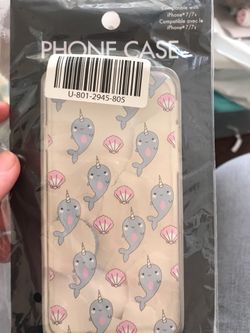 Compatible with
iPhone® 7/7s
Compatible avec le
iPhone® 7/7s
PHONE CASE
U-801-2945-805